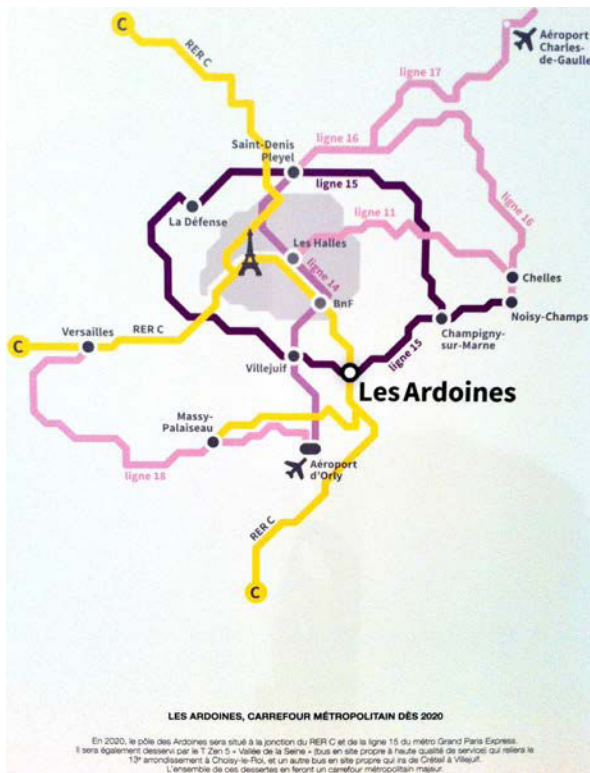 C
RER C
Aéroport
Charles-
de-Gaulle
ligne 17
Saint-Denis
Pleyel
ligne 16
ligne 15
La Défense
ligne 11
ligne 16
Les Halles
ligne 14
Chelles
BnF
Noisy-Champs
C
Versailles
RER C
Champigny-
sur-Marne
ligne 15
Villejuif
Les Ardoines
Massy-
Palaiseau
ligne 18
Aéroport
d'Orly
RER C
C
LES ARDOINES, CARREFOUR MÉTROPOLITAIN DÈS 2020
En 2020, le pôle des Ardoines sera situé à la jonction du RER C et de la ligne 15 du métro Grand Paris Express.
Il sera également desservi par le T Zen 5 « Vallée de la Seine » (bus en site propre à haute qualité de service) qui reliera le
13e arrondissement à Choisy-le-Roi, et un autre bus en site propre qui ira de Créteil à Villejuif.
L'ensemble de ces dessertes en feront un carrefour métropolitain majeur.